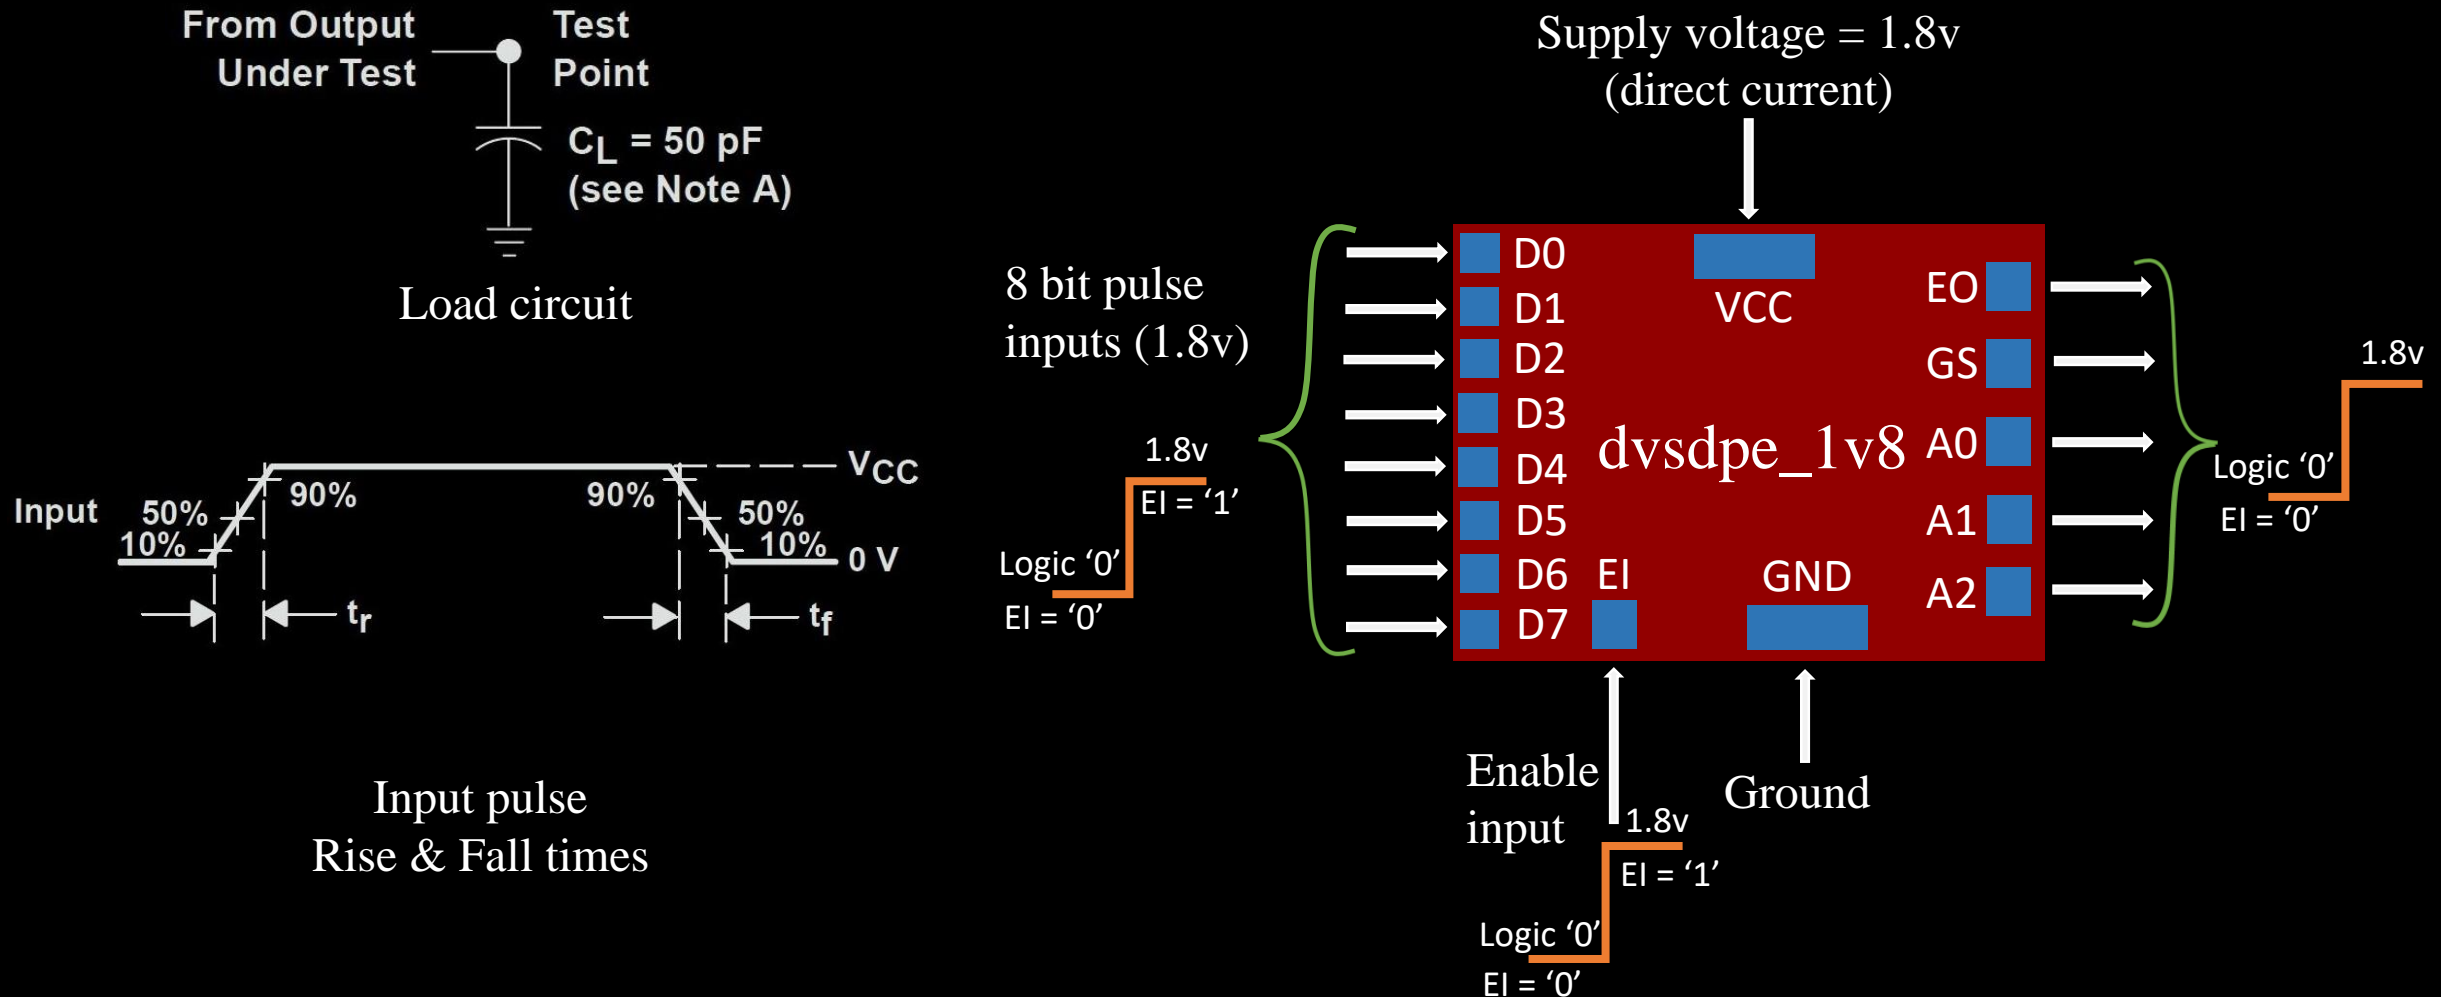 From Output
Under Test
Test
Point
CL = 50 pF
(see Note A)
Load circuit
Input
50%
10%
90%
90%
50%
10%
VCC
0 V
tr
tf
Input pulse
Rise & Fall times
Supply voltage = 1.8v
(direct current)
8 bit pulse
inputs (1.8v)
1.8v
EI = ‘1’
Logic ‘0’
EI = ‘0’
D0
D1
D2
D3
D4
D5
D6
D7
VCC
dvsdpe_1v8
EI
GND
EO
GS
A0
A1
A2
1.8v
Logic ‘0’
EI = ‘0’
Enable
input
Ground
1.8v
EI = ‘1’
Logic ‘0’
EI = ‘0’